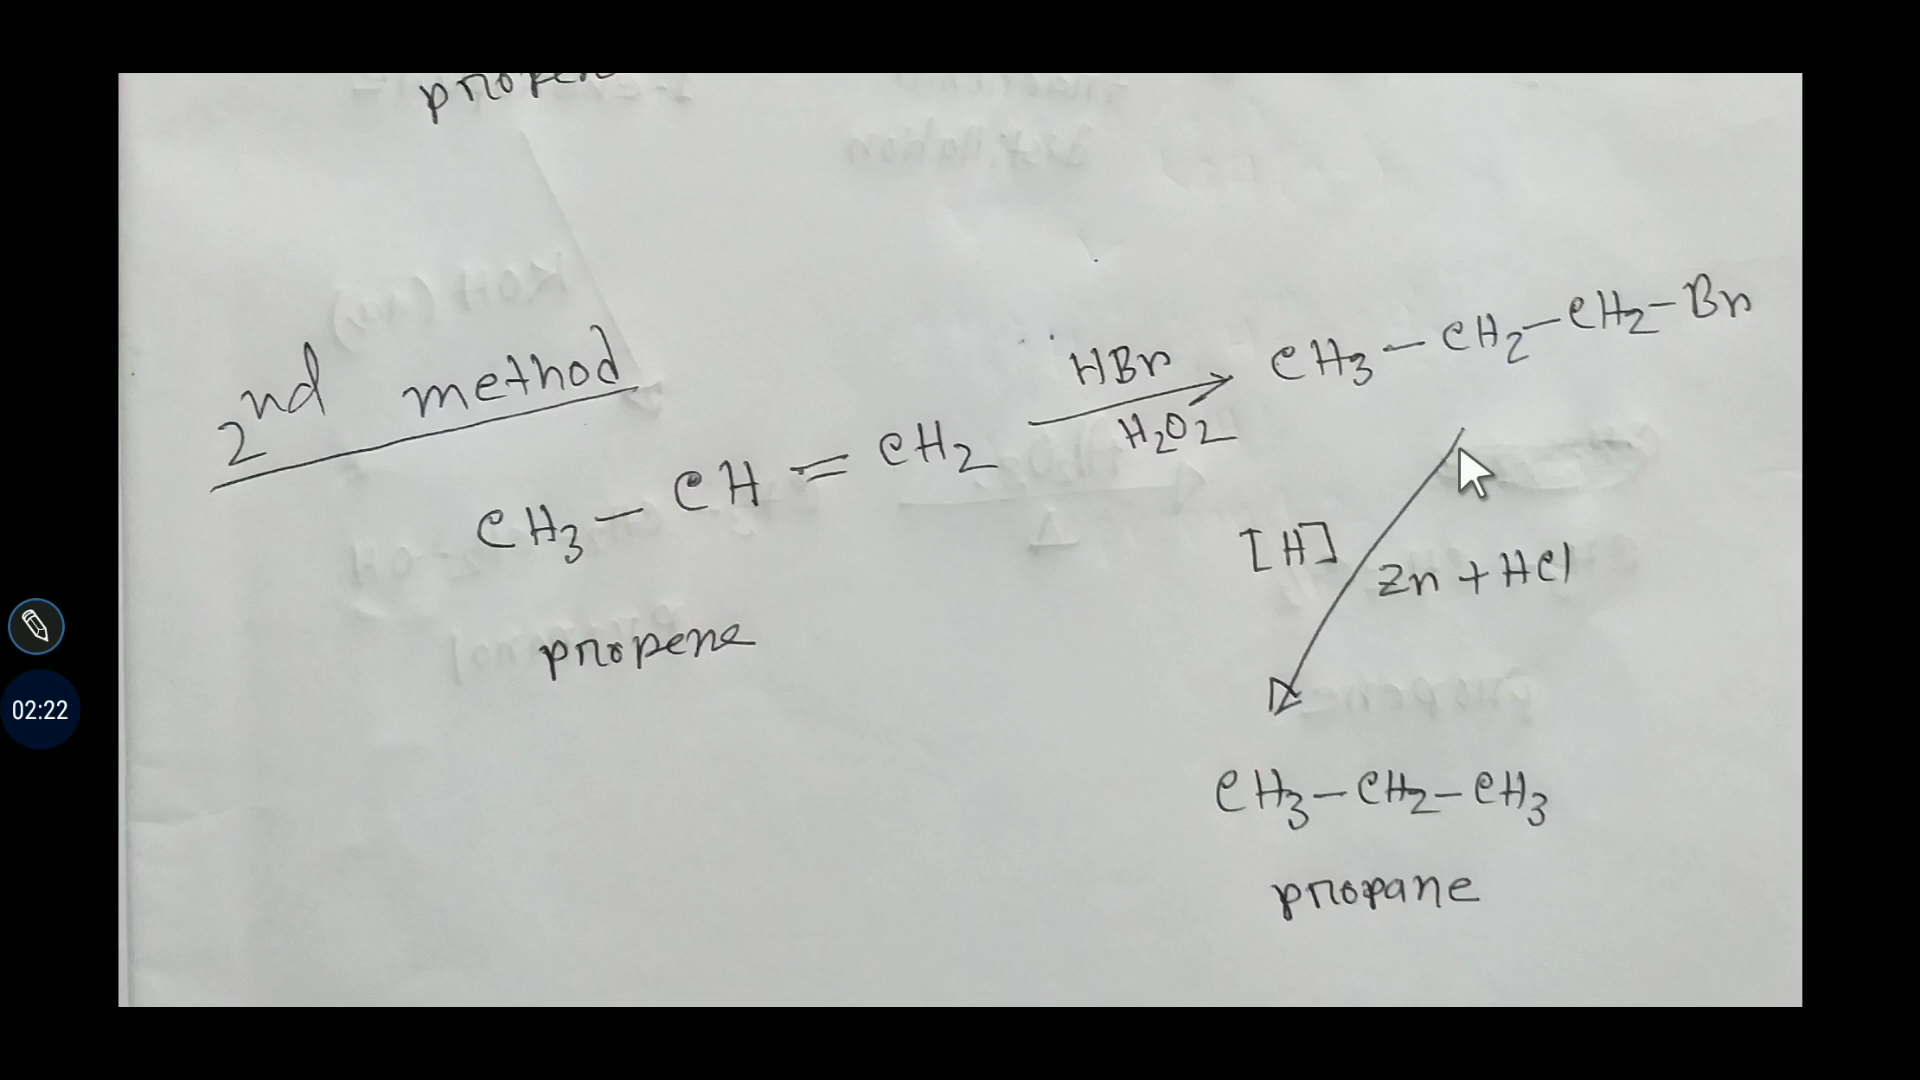 2nd method
CH3 - CH = CH2
HBr
H2O2
CH3 - CH2 - CH2 - Br
propene
[H]
Zn + HCl
CH3 - CH2 - CH3
propane
02:22